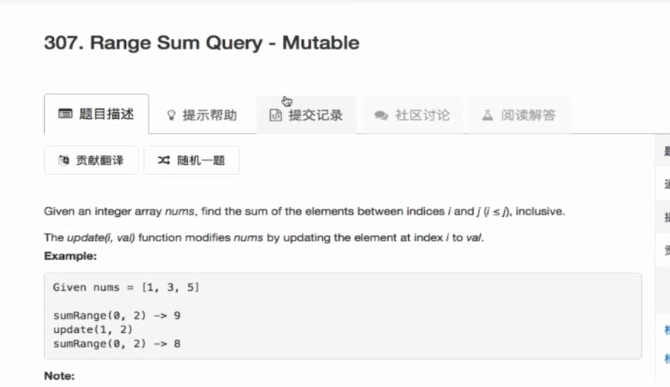 307. Range Sum Query - Mutable
题目描述 提示帮助 提交记录 社区讨论 阅读解答
贡献翻译 随机一题
Given an integer array nums, find the sum of the elements between indices i and j (i ≤ j), inclusive.
The update(i, val) function modifies nums by updating the element at index i to val.
Example:
Given nums = [1, 3, 5]
sumRange(0, 2) -> 9
update(1, 2)
sumRange(0, 2) -> 8
Note: